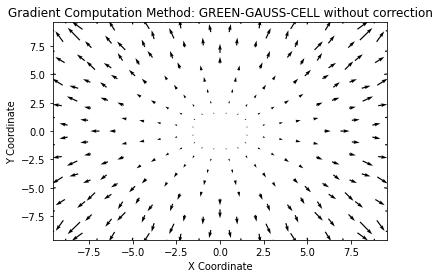 Gradient Computation Method: GREEN-GAUSS-CELL without correction
7.5
5.0
2.5
0.0
−2.5
−5.0
−7.5
Y Coordinate
−7.5 −5.0 −2.5 0.0 2.5 5.0 7.5
X Coordinate